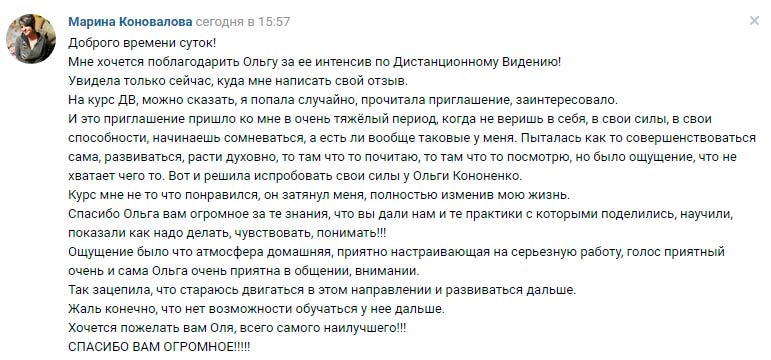 Марина Коновалова сегодня в 15:57
Доброго времени суток!
Мне хочется поблагодарить Ольгу за ее интенсив по Дистанционному Видению!
Увидела только сейчас, куда мне написать свой отзыв.
На курс ДВ, можно сказать, я попала случайно, прочитала приглашение, заинтересовало.
И это приглашение пришло ко мне в очень тяжёлый период, когда не веришь в себя, в свои силы, в свои
способности, начинаешь сомневаться, а есть ли вообще таковые у меня. Пыталась как то совершенствоваться
сама, развиваться, расти духовно, то там что то почитаю, то там что то посмотрю, но было ощущение, что не
хватает чего то. Вот и решила испробовать свои силы у Ольги Кононенко.
Курс мне не то что понравился, он затянул меня, полностью изменив мою жизнь.
Спасибо Ольга вам огромное за те знания, что вы дали нам и те практики с которыми поделились, научили,
показали как надо делать, чувствовать, понимать!!!
Ощущение было что атмосфера домашняя, приятно настраивающая на серьезную работу, голос приятный
очень и сама Ольга очень приятна в общении, внимании.
Так зацепила, что стараюсь двигаться в этом направлении и развиваться дальше.
Жаль конечно, что нет возможности обучаться у нее дальше.
Хочется пожелать вам Оля, всего самого наилучшего!!!
СПАСИБО ВАМ ОГРОМНОЕ!!!!!